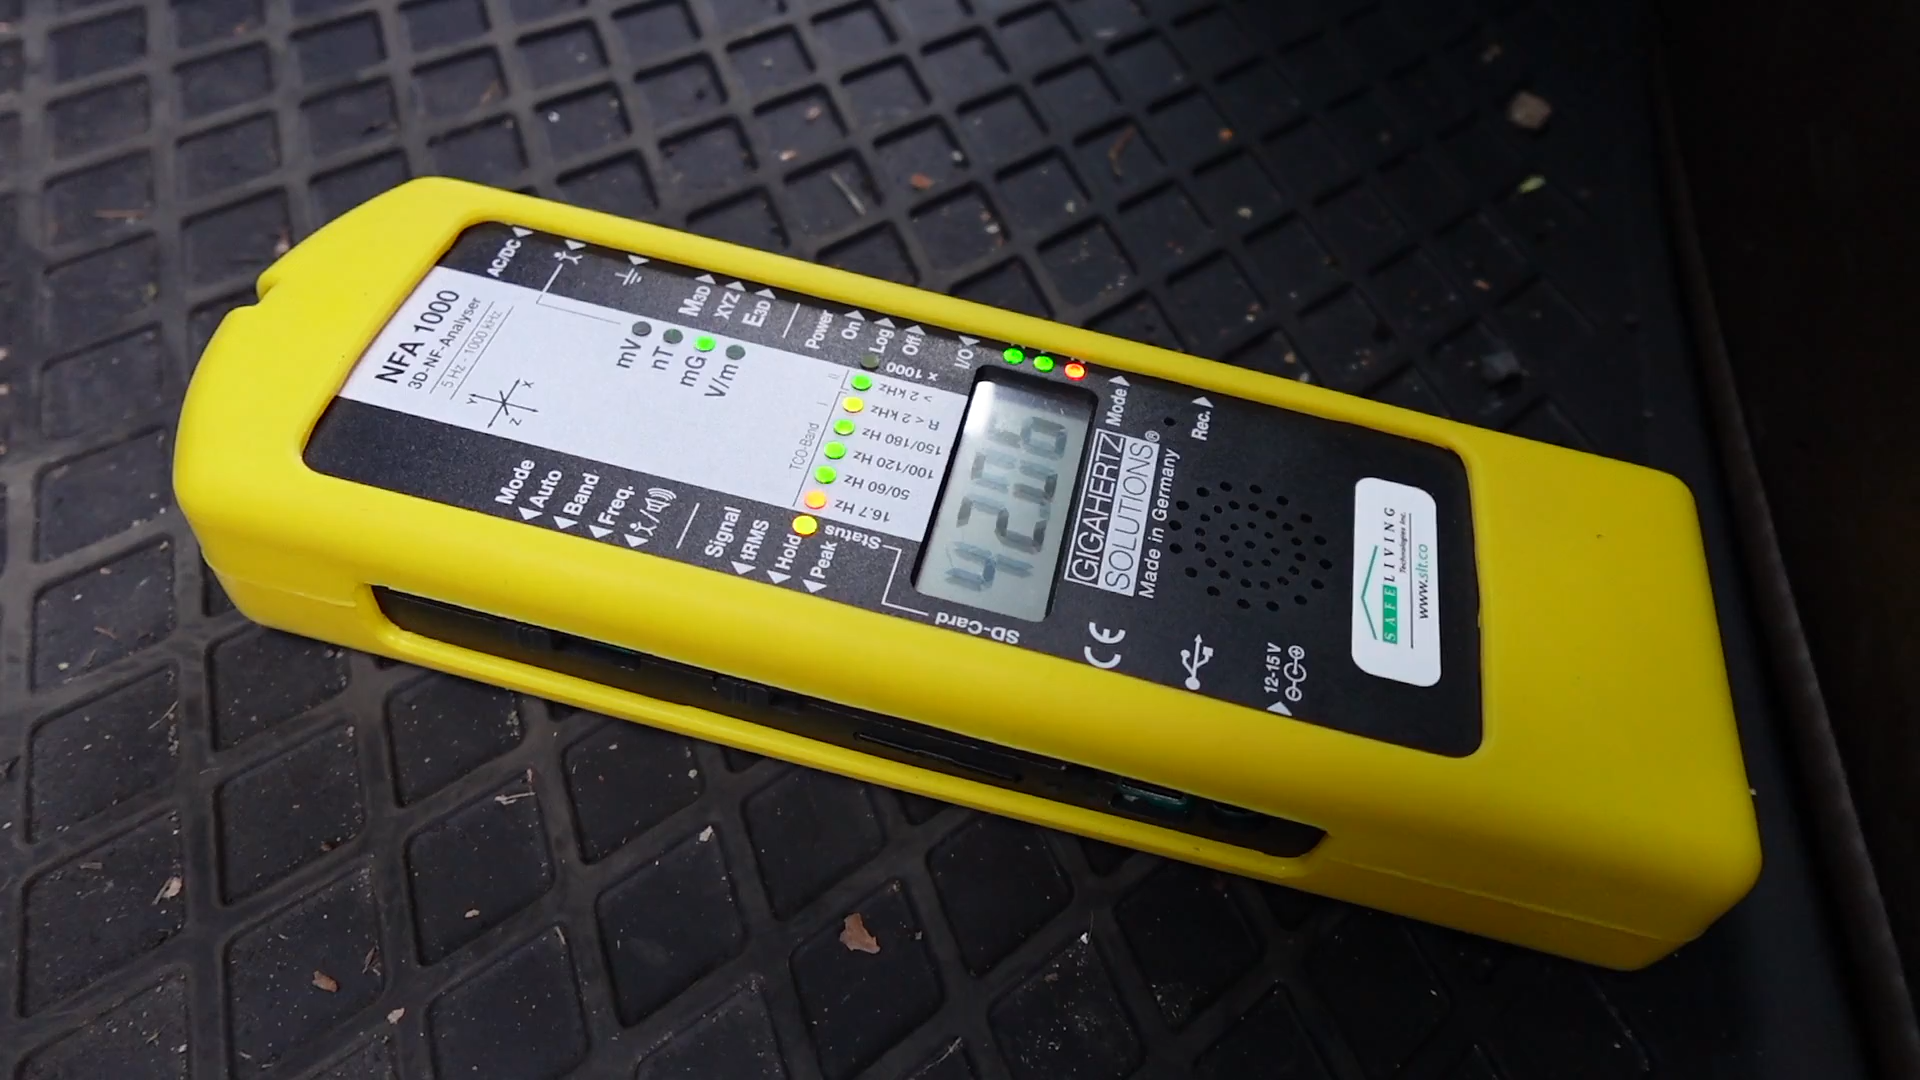 NFA 1000
3D-NF-Analyser
5 Hz - 1000 kHz
Y
X
Z
AC/DC
M3D
XYZ
E3D
Power
On
Log
Off
I/O
mV
nT
mG
V/m
Mode
Auto
Band
Freq.
Signal
tRMS
Hold
Peak
TCO-Band
x 1000
> 2 kHz
R < 2 kHz
150/180 Hz
100/120 Hz
50/60 Hz
16.7 Hz
Status
SD-Card
Mode
Rec.
GIGAHERTZ
SOLUTIONS®
Made in Germany
CE
12-15 V
SAFE LIVING
Technologies Inc.
www.slt.co